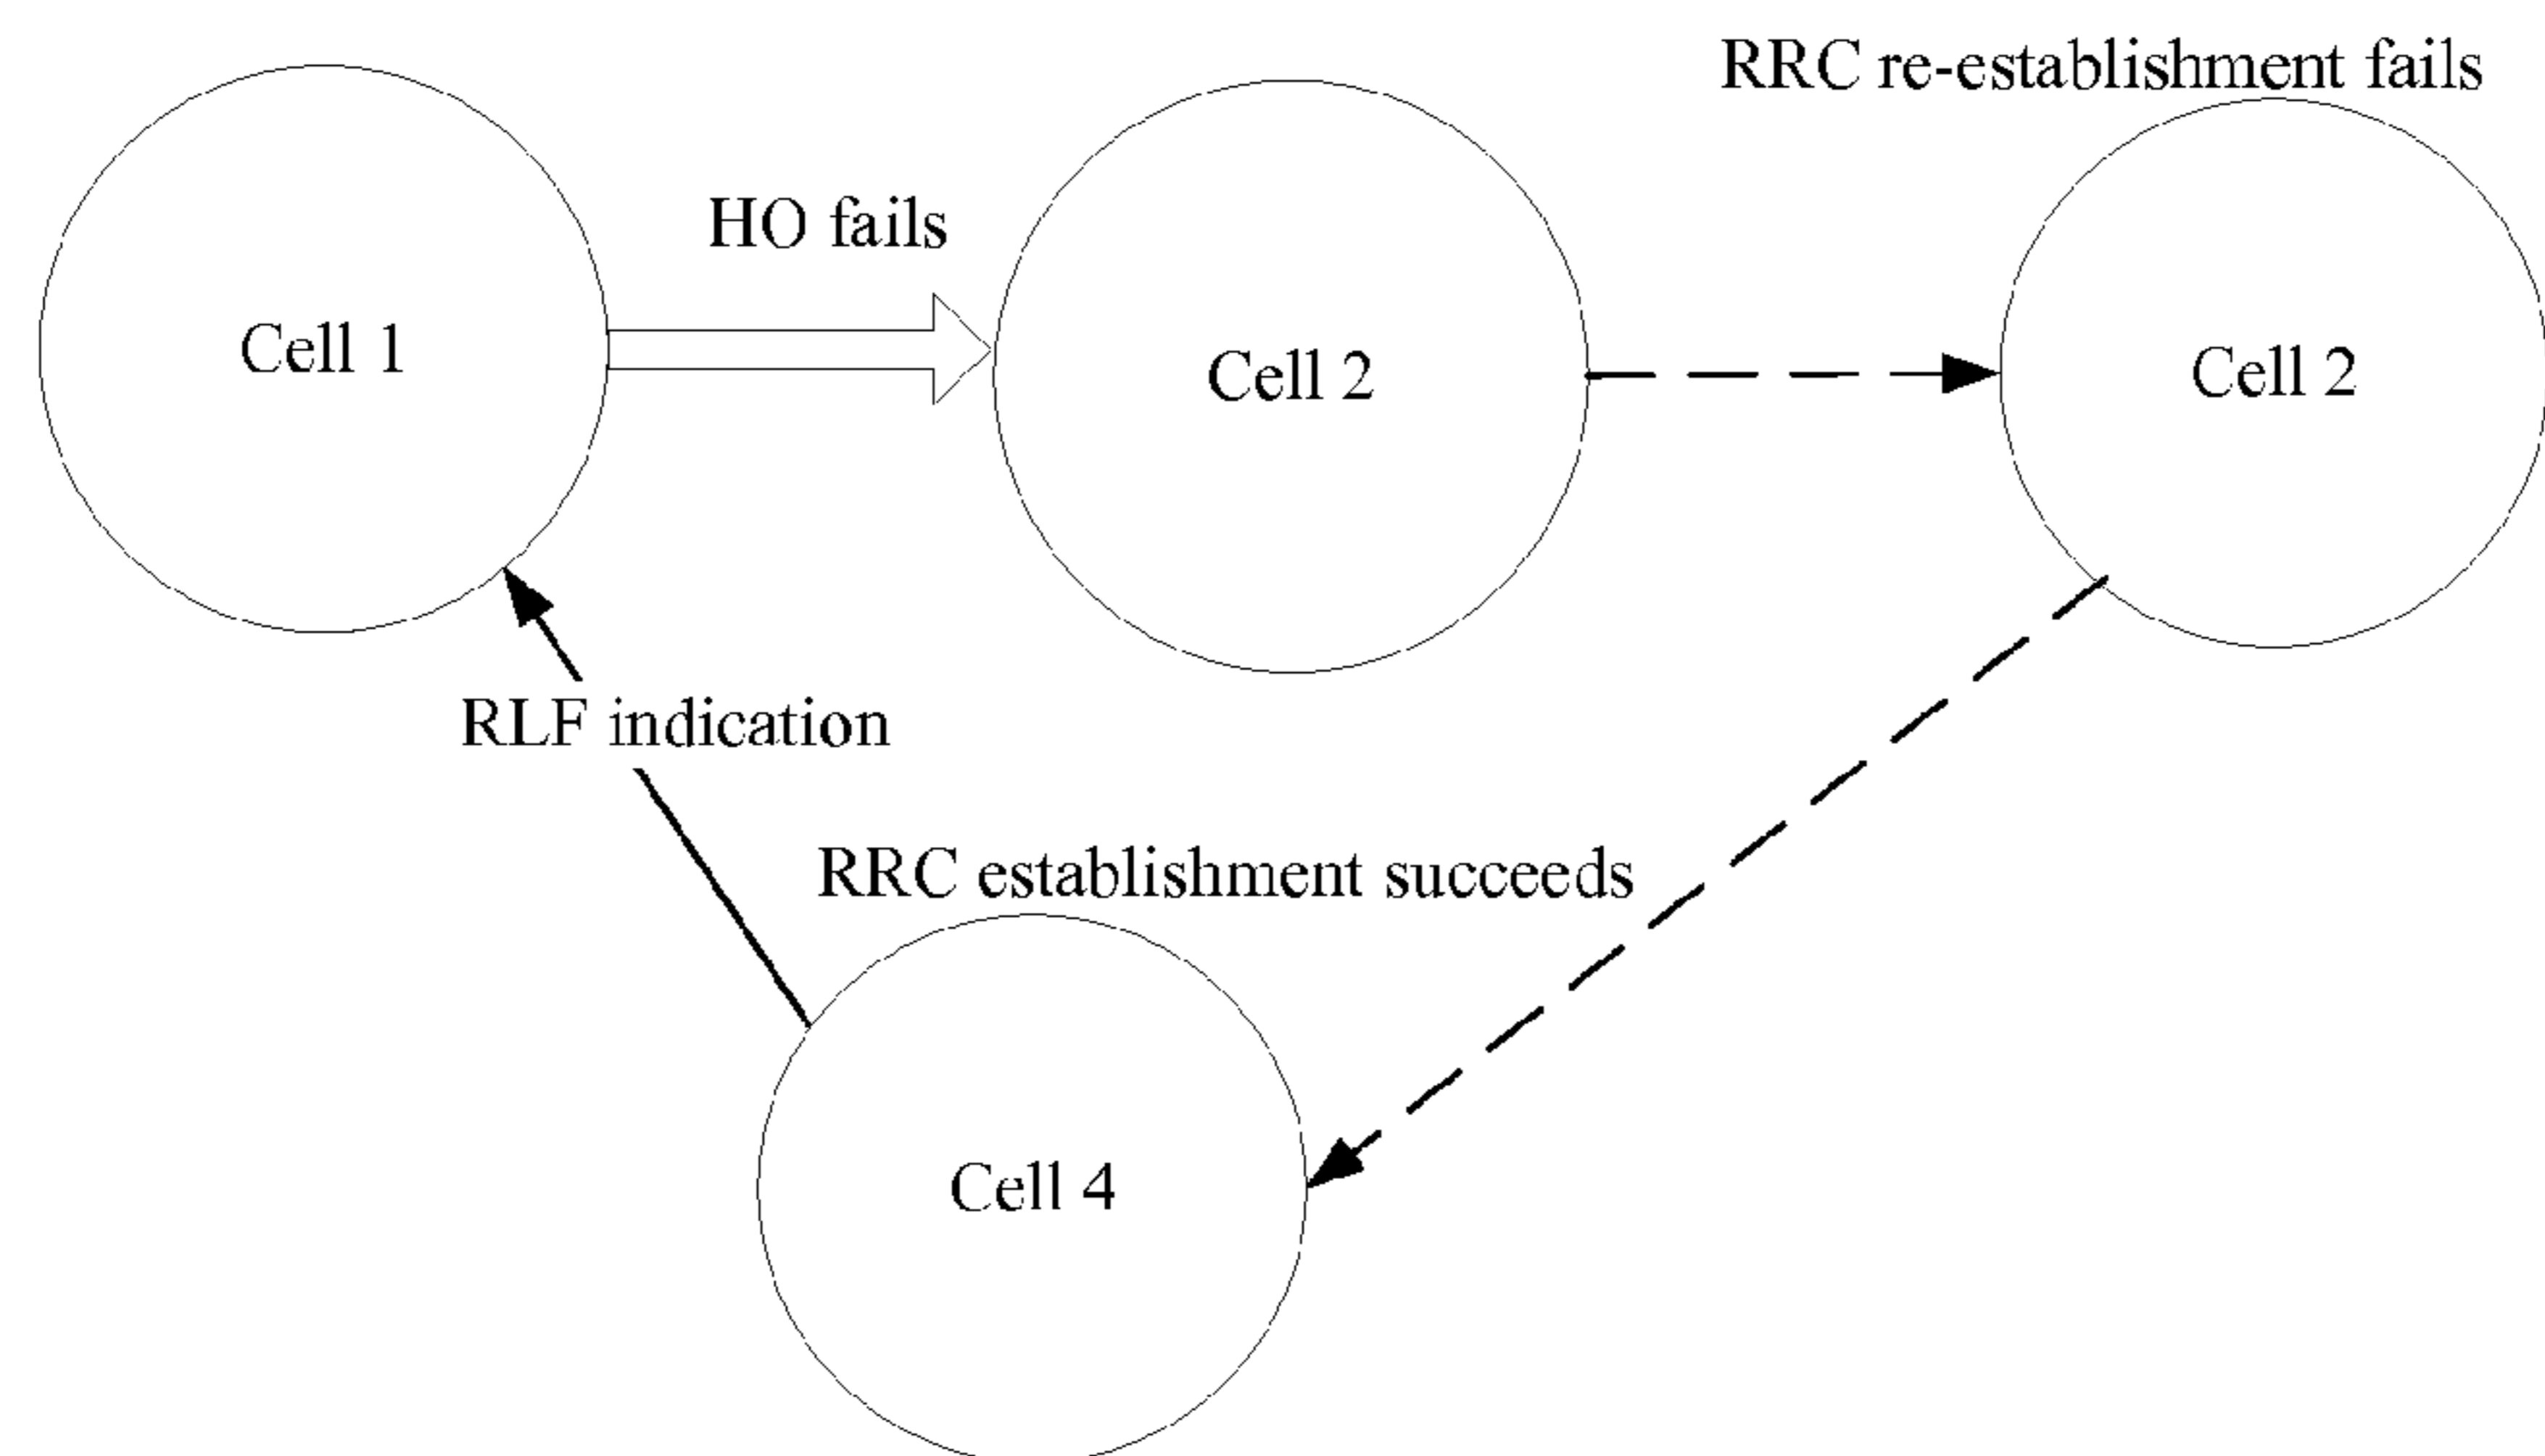 RRC re-establishment fails
HO fails
Cell 1
Cell 2
Cell 2
RLF indication
RRC establishment succeeds
Cell 4